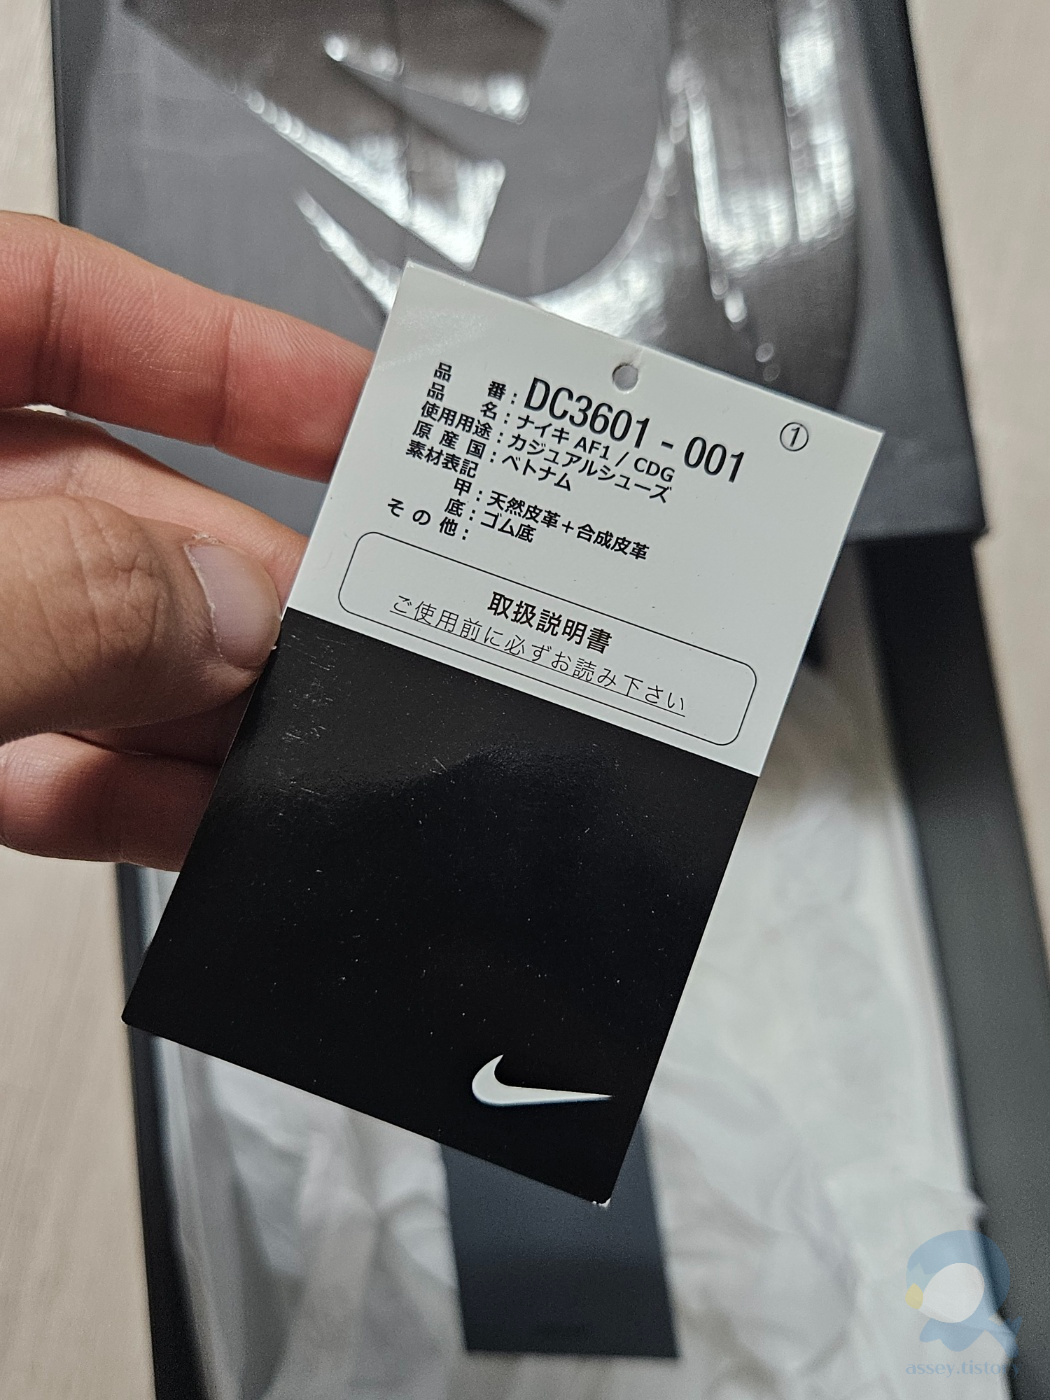 ①
品番：DC3601 - 001
品名：ナイキ AF1 / CDG
使用用途：カジュアルシューズ
原産国：ベトナム
素材表記
甲：天然皮革＋合成皮革
底：ゴム底
その他：
取扱説明書
ご使用前に必ずお読み下さい